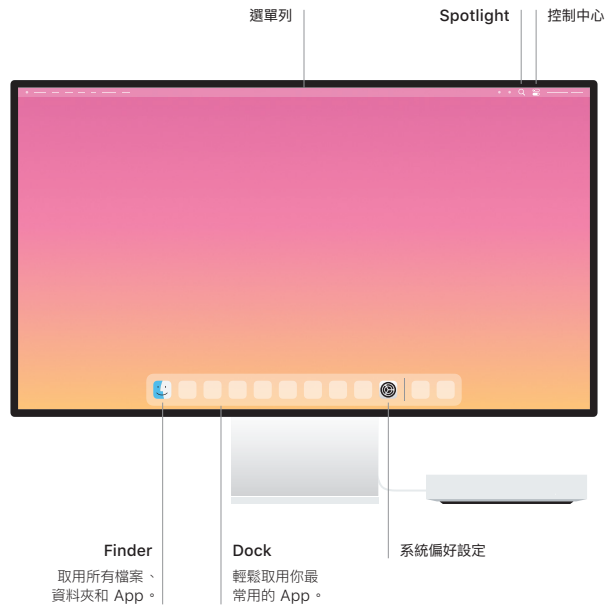 選單列
Spotlight
控制中心
Finder
取用所有檔案、
資料夾和 App。
Dock
輕鬆取用你最
常用的 App。
系統偏好設定